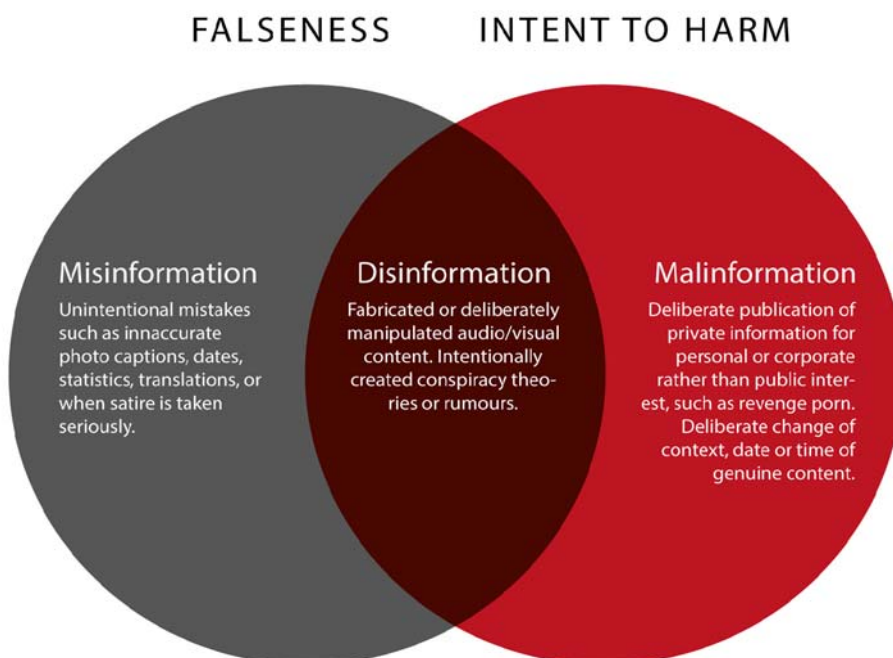 FALSENESS INTENT TO HARM
Misinformation
Unintentional mistakes
such as innaccurate
photo captions, dates,
statistics, translations, or
when satire is taken
seriously.
Disinformation
Fabricated or deliberately
manipulated audio/visual
content. Intentionally
created conspiracy theo-
ries or rumours.
Malinformation
Deliberate publication of
private information for
personal or corporate
rather than public inter-
est, such as revenge porn.
Deliberate change of
context, date or time of
genuine content.